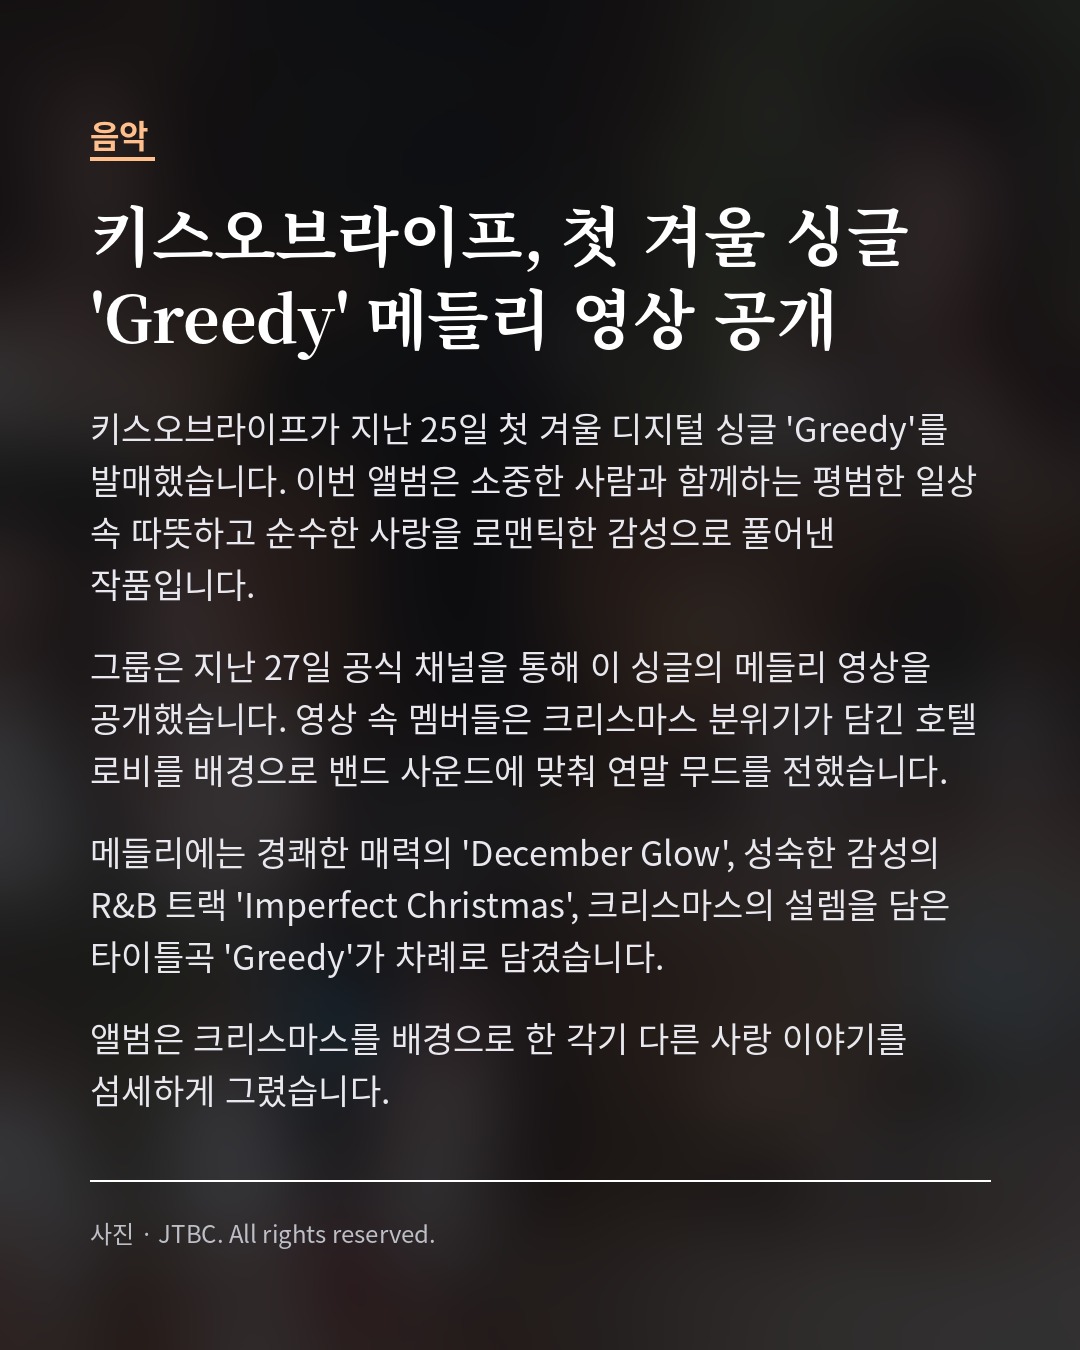 음악
키스오브라이프, 첫 겨울 싱글
'Greedy' 메들리 영상 공개
키스오브라이프가 지난 25일 첫 겨울 디지털 싱글 'Greedy'를
발매했습니다. 이번 앨범은 소중한 사람과 함께하는 평범한 일상
속 따뜻하고 순수한 사랑을 로맨틱한 감성으로 풀어낸
작품입니다.
그룹은 지난 27일 공식 채널을 통해 이 싱글의 메들리 영상을
공개했습니다. 영상 속 멤버들은 크리스마스 분위기가 담긴 호텔
로비를 배경으로 밴드 사운드에 맞춰 연말 무드를 전했습니다.
메들리에는 경쾌한 매력의 'December Glow', 성숙한 감성의
R&B 트랙 'Imperfect Christmas', 크리스마스의 설렘을 담은
타이틀곡 'Greedy'가 차례로 담겼습니다.
앨범은 크리스마스를 배경으로 한 각기 다른 사랑 이야기를
섬세하게 그렸습니다.
사진 · JTBC. All rights reserved.